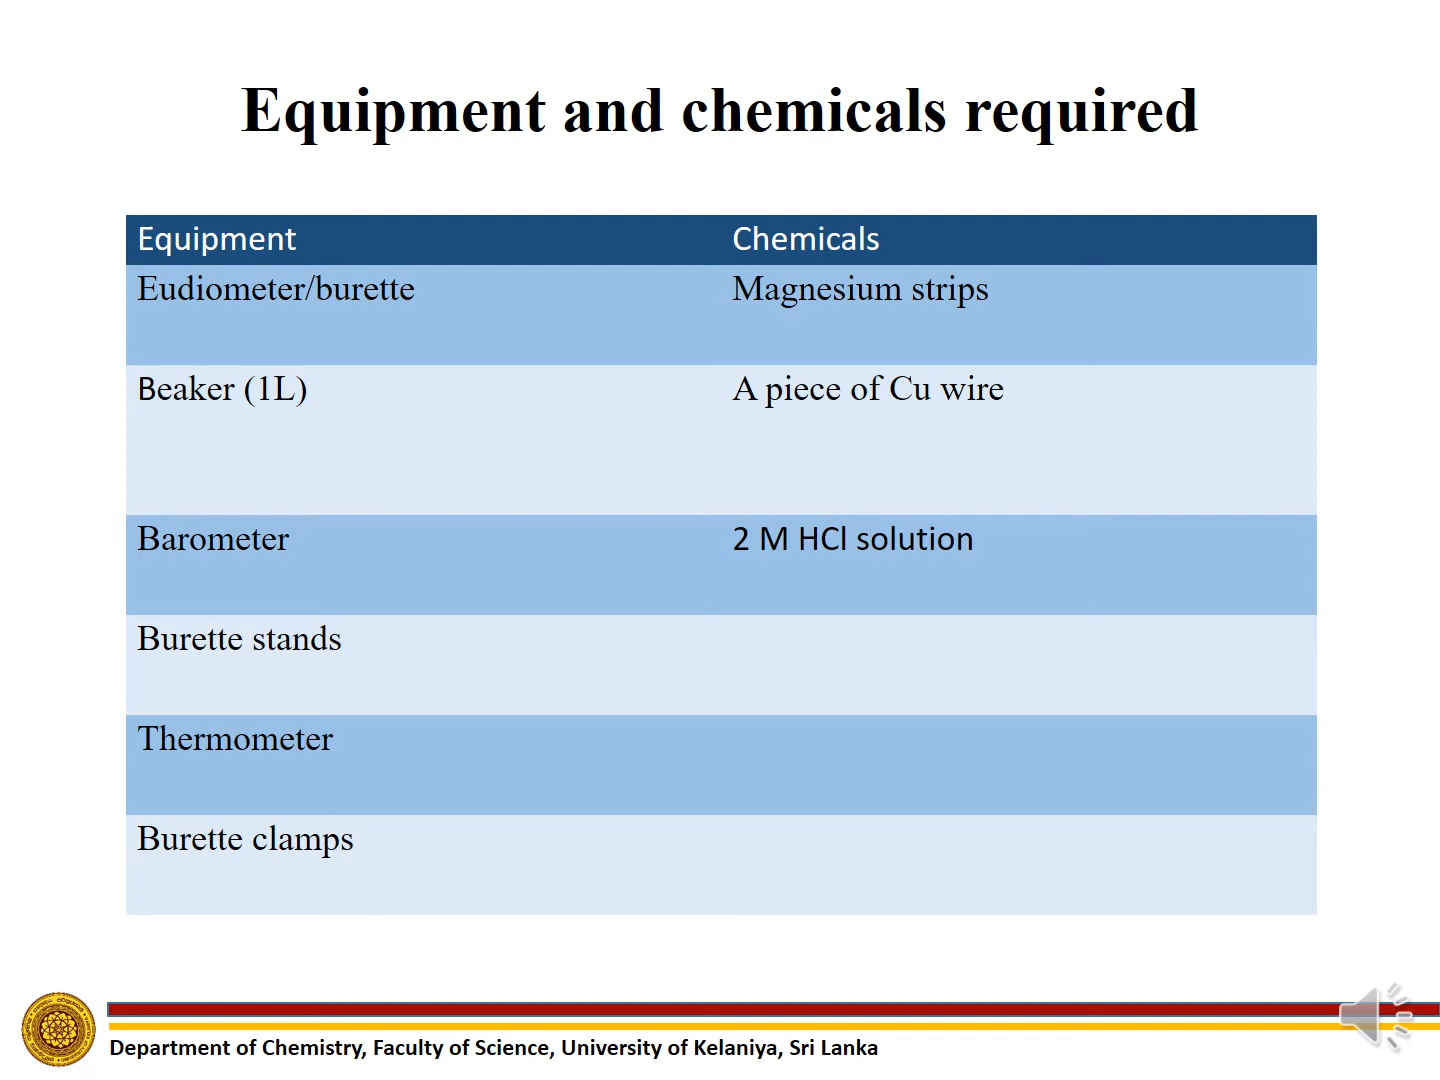 Equipment and chemicals required
Equipment Chemicals
Eudiometer/burette Magnesium strips
Beaker (1L) A piece of Cu wire
Barometer 2 M HCl solution
Burette stands
Thermometer
Burette clamps
Department of Chemistry, Faculty of Science, University of Kelaniya, Sri Lanka